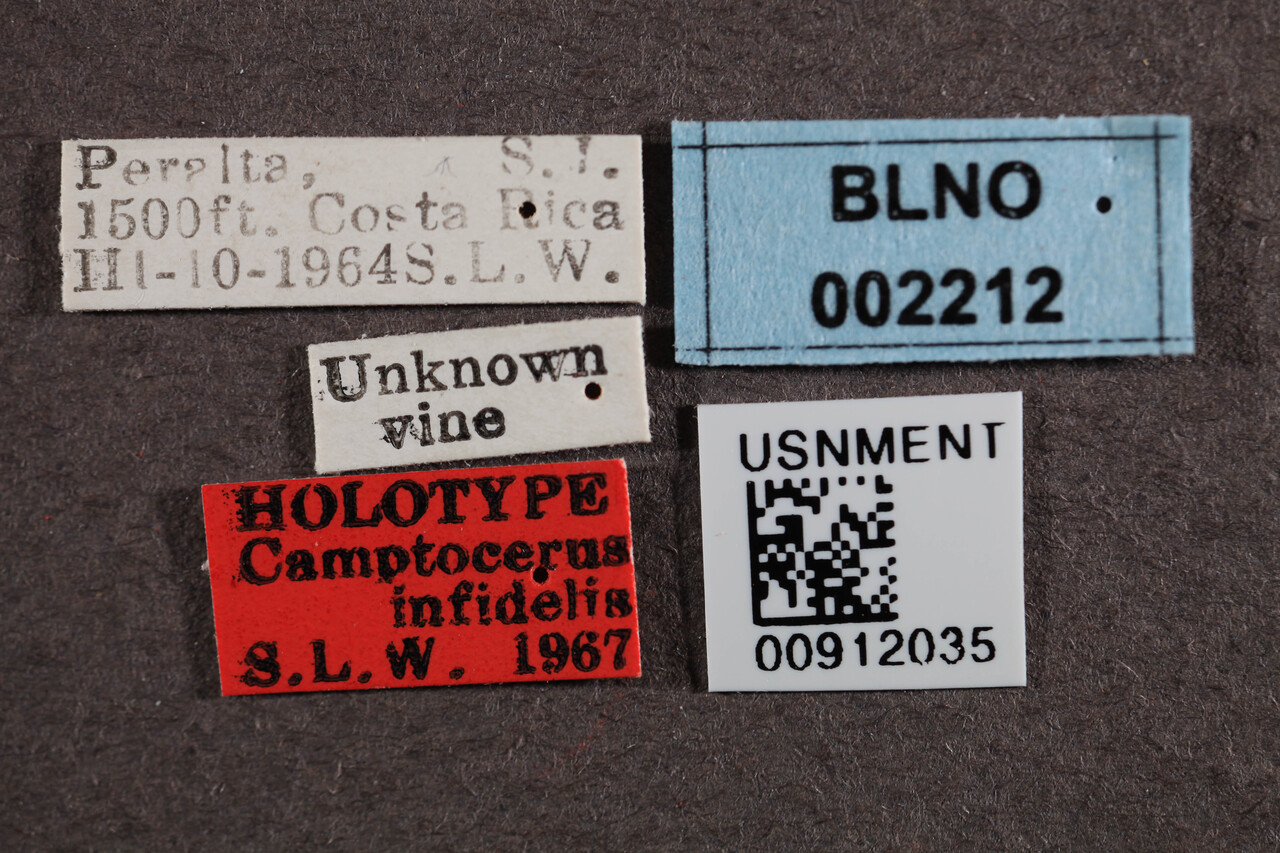 Peralta, S.J.
1500ft. Costa Rica
III-10-1964 S.L.W.
Unknown
vine
HOLOTYPE
Camptocerus
infidelis
S.L.W. 1967
BLNO
002212
USNMENT
00912035